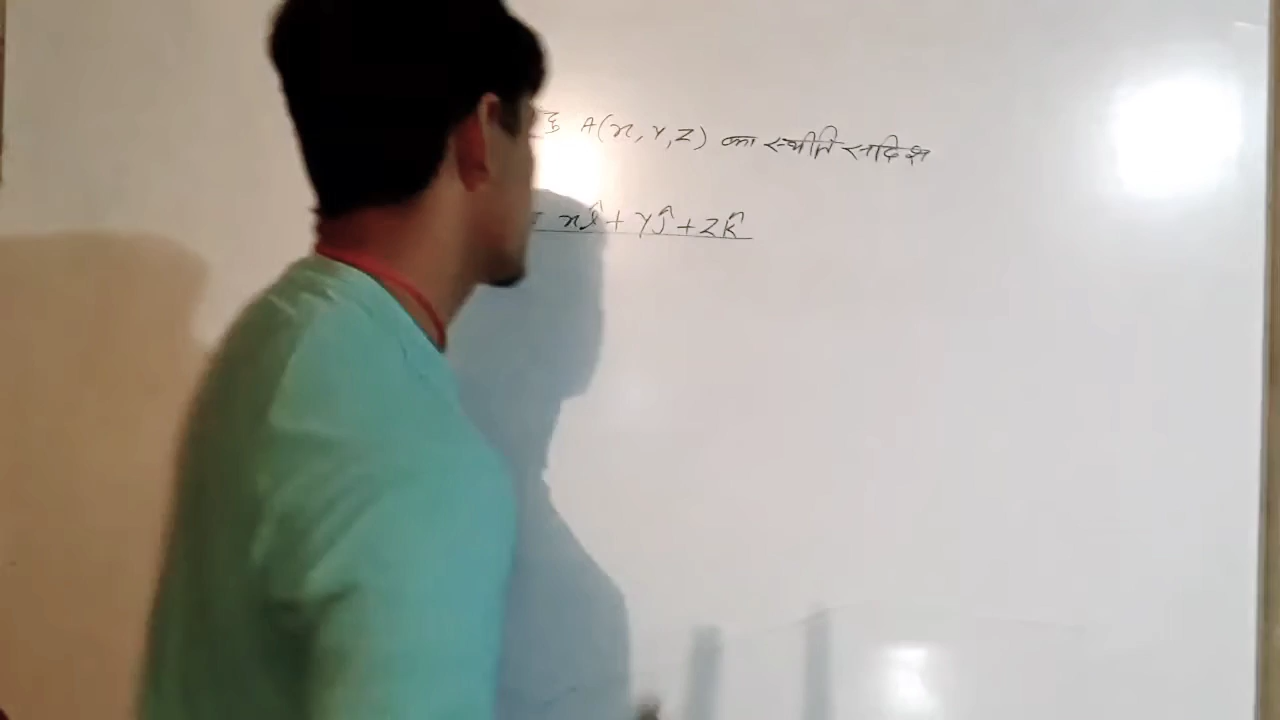 A(x, y, z) का स्थीति सदिश
xî + yĵ + zk̂